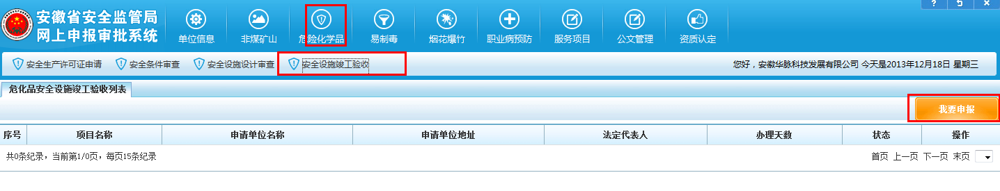 安徽省安全监管局
网上申报审批系统
单位信息 非煤矿山 危险化学品 易制毒 烟花爆竹 职业病预防 服务项目 公文管理 资质认定
安全生产许可证申请 安全条件审查 安全设施设计审查 安全设施竣工验收 您好，安徽华脉科技发展有限公司 今天是2013年12月18日 星期三
危化品安全设施竣工验收列表
我要申报
序号 项目名称 申请单位名称 申请单位地址 法定代表人 办理天数 状态 操作
共0条纪录，当前第1/0页，每页15条纪录 首页 上一页 下一页 末页